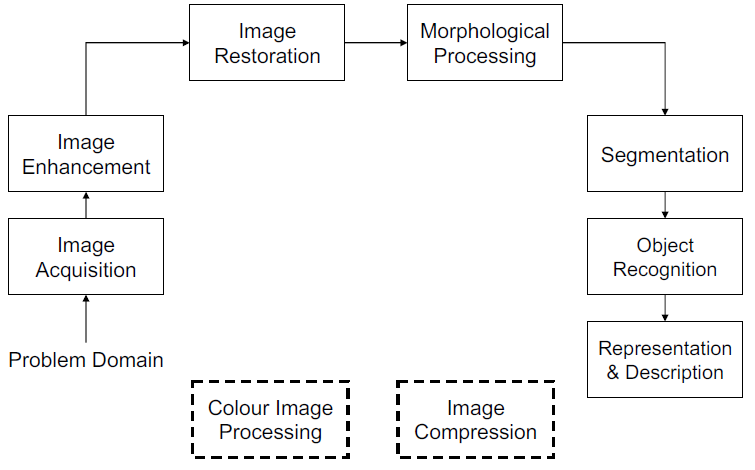 Image
Restoration
Morphological
Processing
Image
Enhancement
Segmentation
Image
Acquisition
Object
Recognition
Problem Domain
Representation
& Description
Colour Image
Processing
Image
Compression